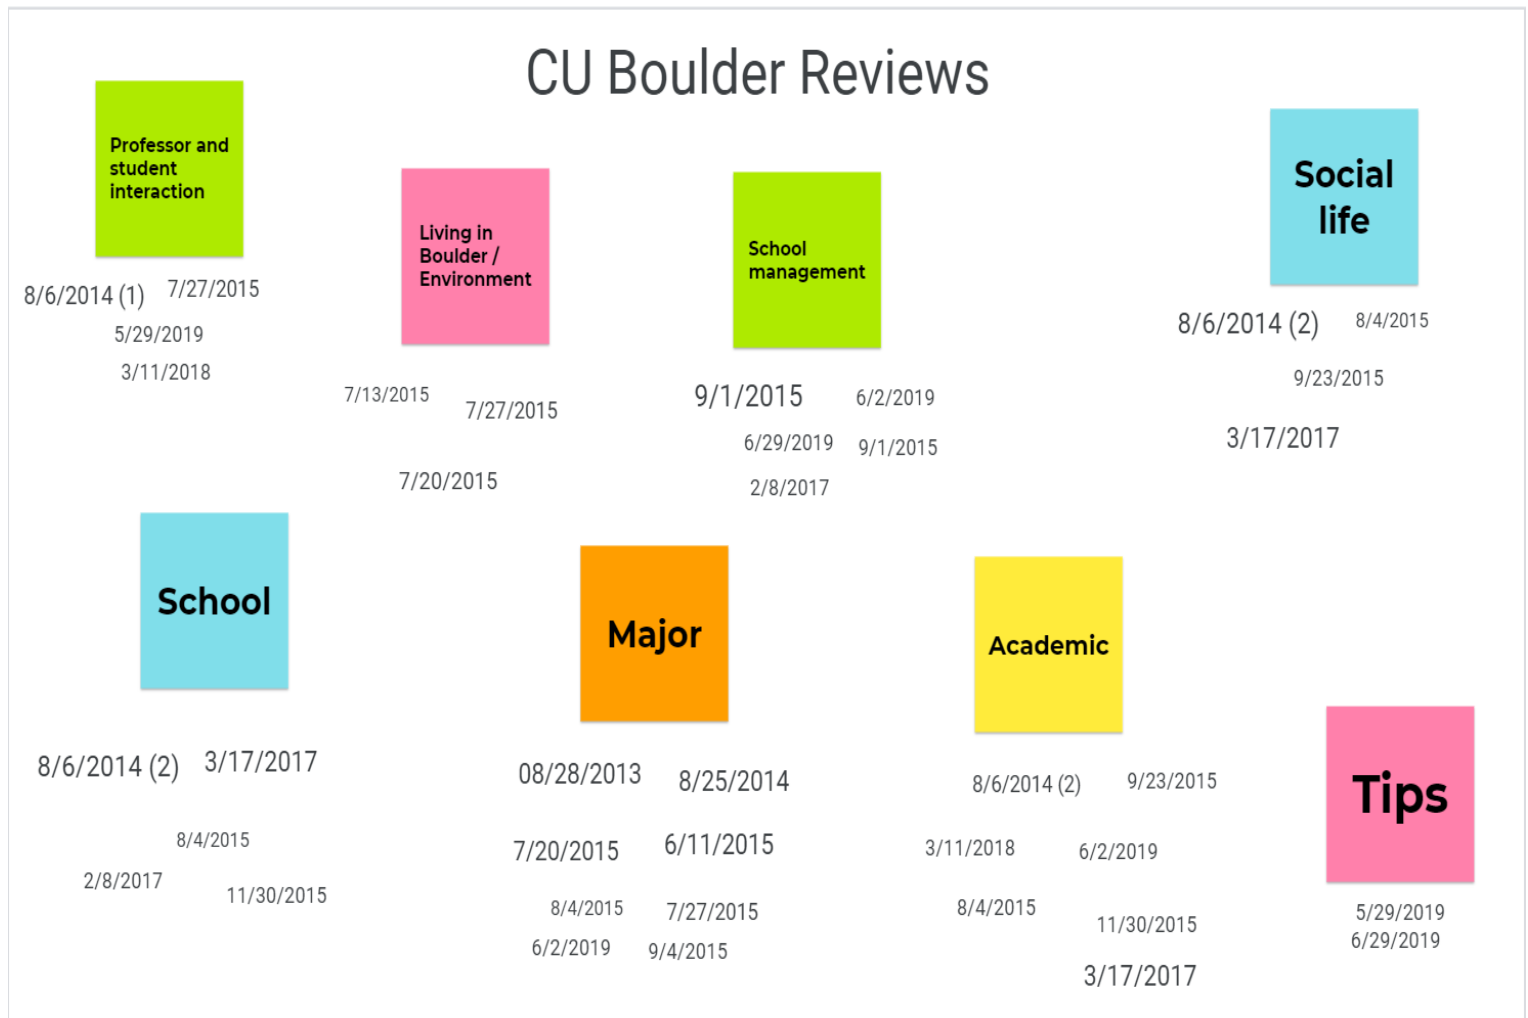 CU Boulder Reviews
Professor and
student
interaction
8/6/2014 (1) 7/27/2015
5/29/2019
3/11/2018
Living in
Boulder /
Environment
7/13/2015 7/27/2015
7/20/2015
School
management
9/1/2015 6/2/2019
6/29/2019 9/1/2015
2/8/2017
Social
life
8/6/2014 (2) 8/4/2015
9/23/2015
3/17/2017
School
8/6/2014 (2) 3/17/2017
8/4/2015
2/8/2017 11/30/2015
Major
08/28/2013 8/25/2014
7/20/2015 6/11/2015
8/4/2015 7/27/2015
6/2/2019 9/4/2015
Academic
8/6/2014 (2) 9/23/2015
3/11/2018 6/2/2019
8/4/2015 11/30/2015
3/17/2017
Tips
5/29/2019
6/29/2019